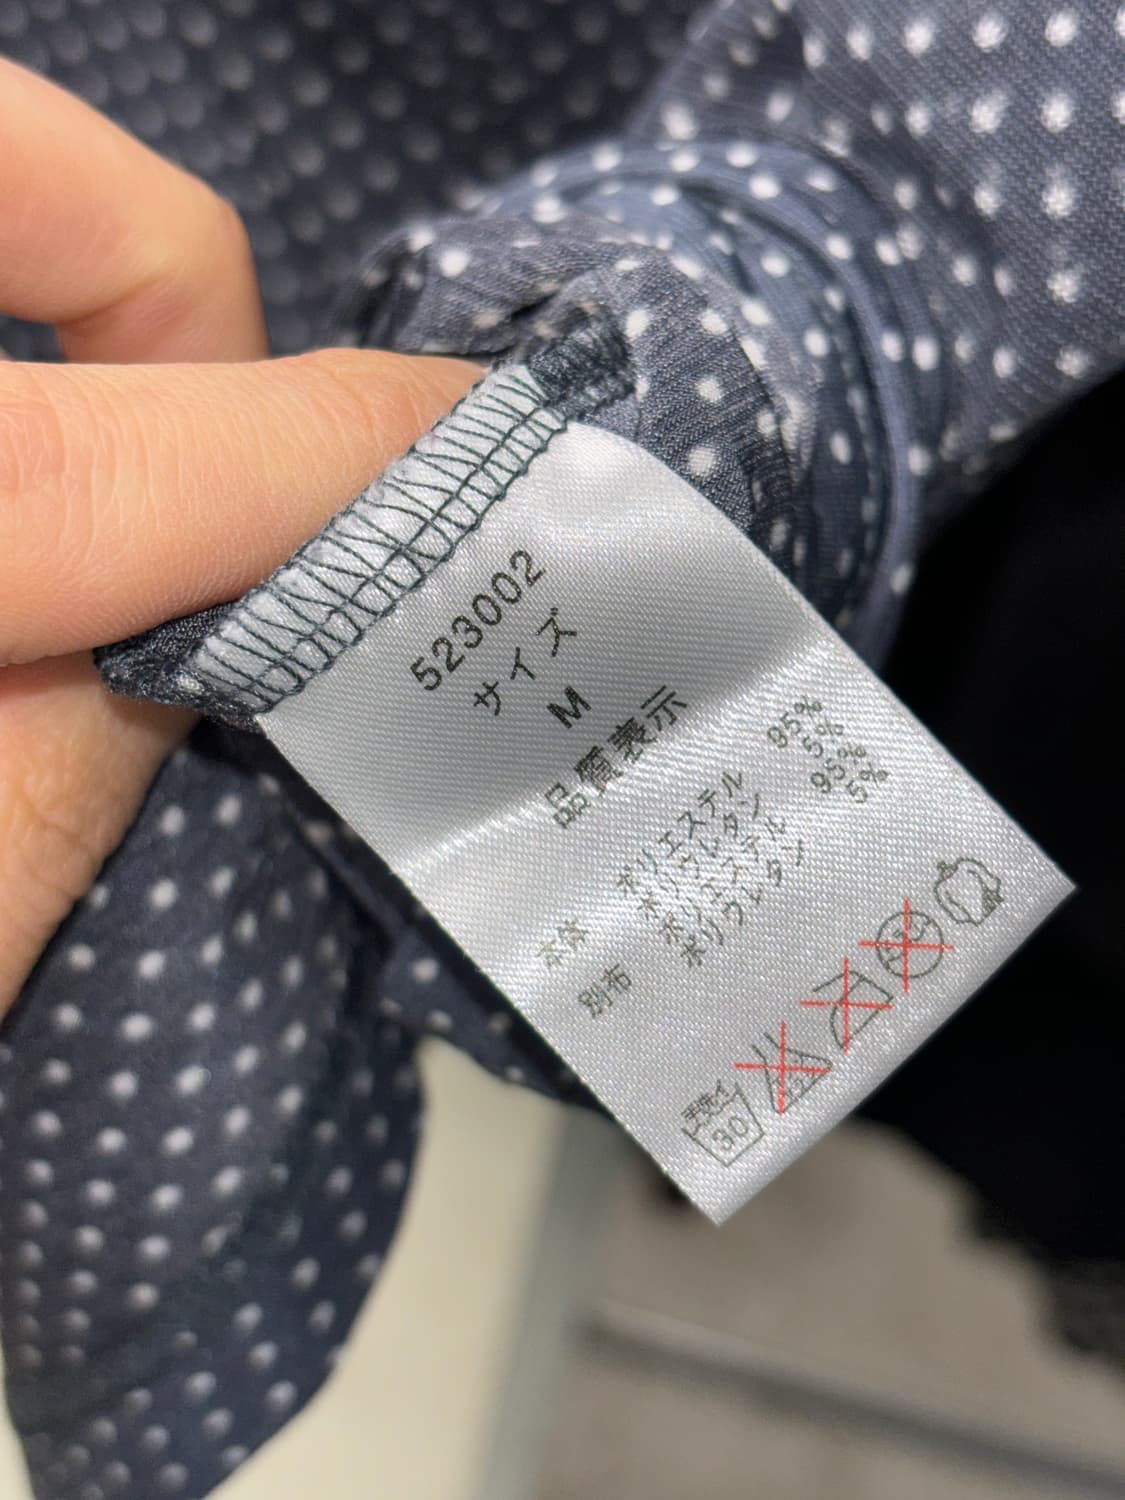 523002
サイズ
M
品質表示
本体 ポリエステル 95%
ポリウレタン 5%
別布 ポリエステル 95%
ポリウレタン 5%
手洗イ
30